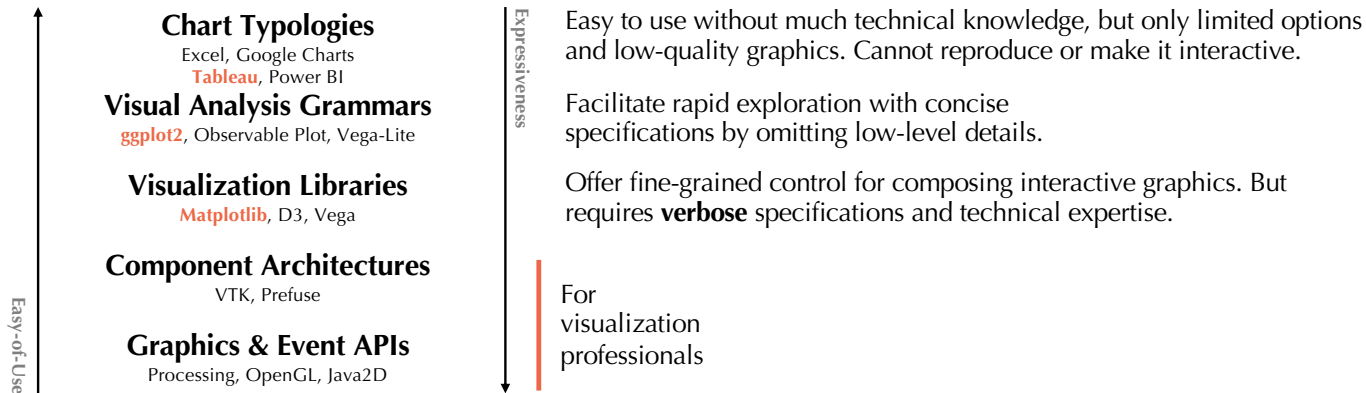 Chart Typologies
Excel, Google Charts
Tableau, Power BI
Visual Analysis Grammars
ggplot2, Observable Plot, Vega-Lite
Visualization Libraries
Matplotlib, D3, Vega
Component Architectures
VTK, Prefuse
Graphics & Event APIs
Processing, OpenGL, Java2D
Easy-of-Use
Expressiveness
Easy to use without much technical knowledge, but only limited options
and low-quality graphics. Cannot reproduce or make it interactive.
Facilitate rapid exploration with concise
specifications by omitting low-level details.
Offer fine-grained control for composing interactive graphics. But
requires verbose specifications and technical expertise.
For
visualization
professionals